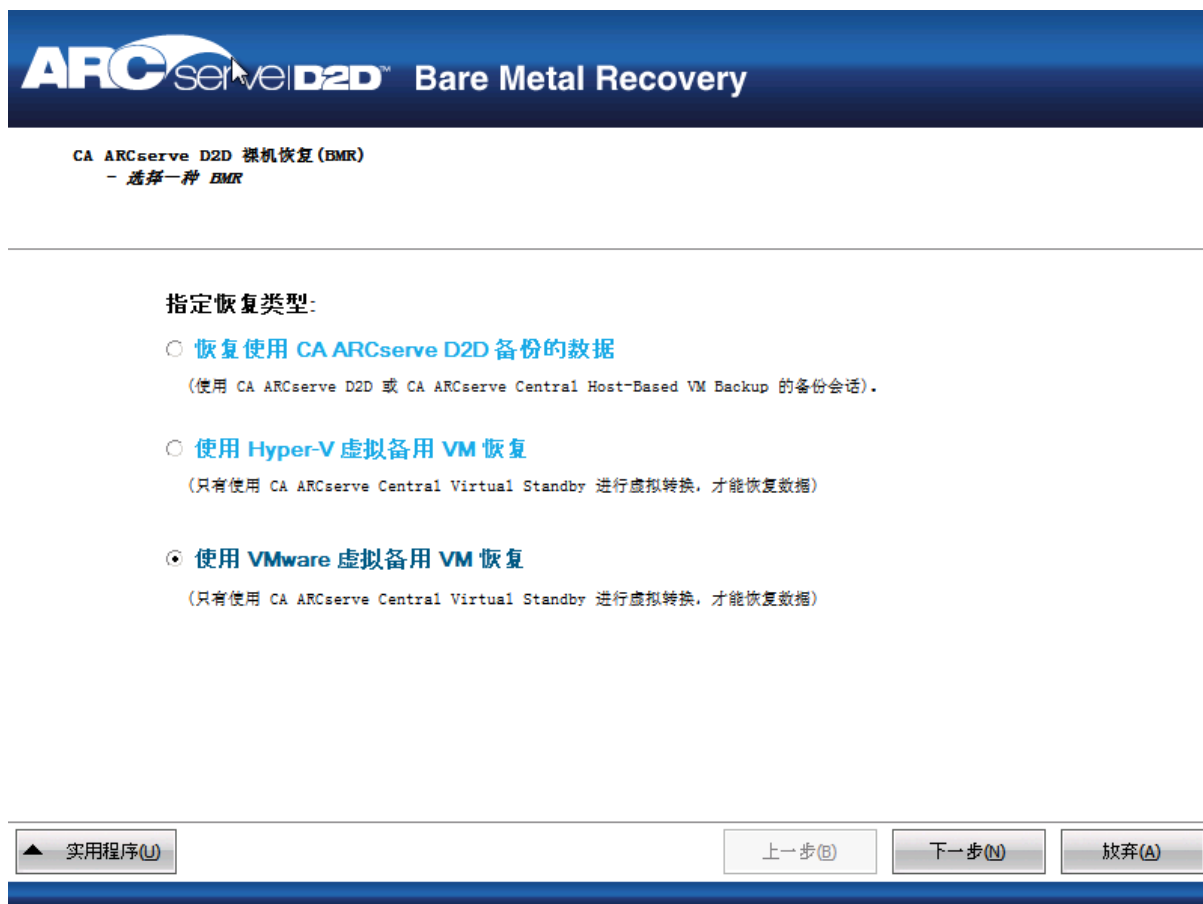 ARCserve D2D™ Bare Metal Recovery
CA ARCserve D2D 裸机恢复(BMR)
- 选择一种 BMR
指定恢复类型:
恢复使用 CA ARCserve D2D 备份的数据
(使用 CA ARCserve D2D 或 CA ARCserve Central Host-Based VM Backup 的备份会话).
使用 Hyper-V 虚拟备用 VM 恢复
(只有使用 CA ARCserve Central Virtual Standby 进行虚拟转换, 才能恢复数据)
使用 VMware 虚拟备用 VM 恢复
(只有使用 CA ARCserve Central Virtual Standby 进行虚拟转换, 才能恢复数据)
实用程序(U) 上一步(B) 下一步(N) 放弃(A)